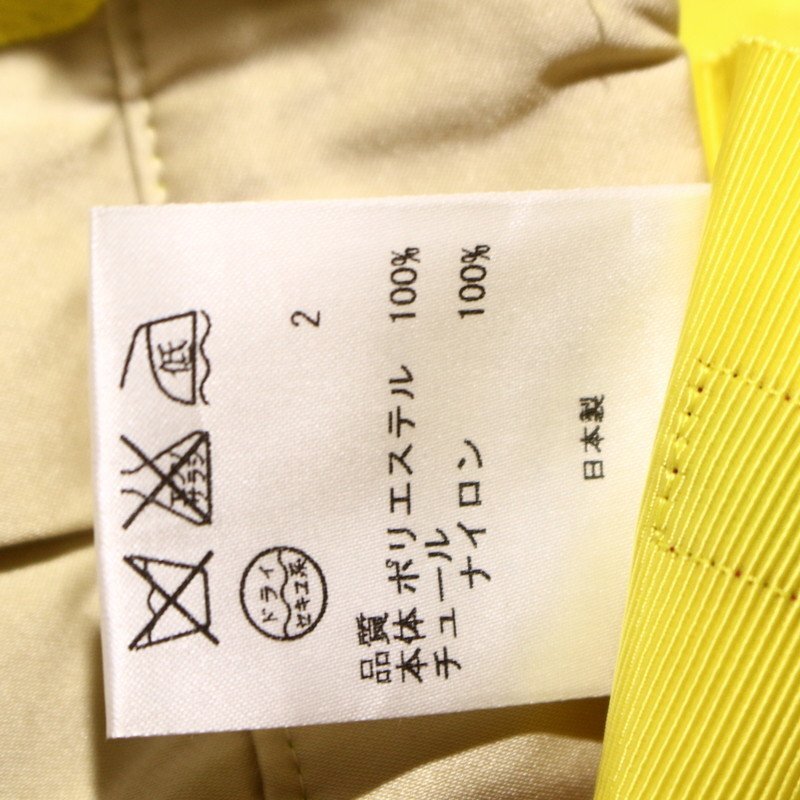 低
エンソ
サラシ
ドライ
セキユ系
2
品質
本体 ポリエステル 100%
チュール
ナイロン 100%
日本製